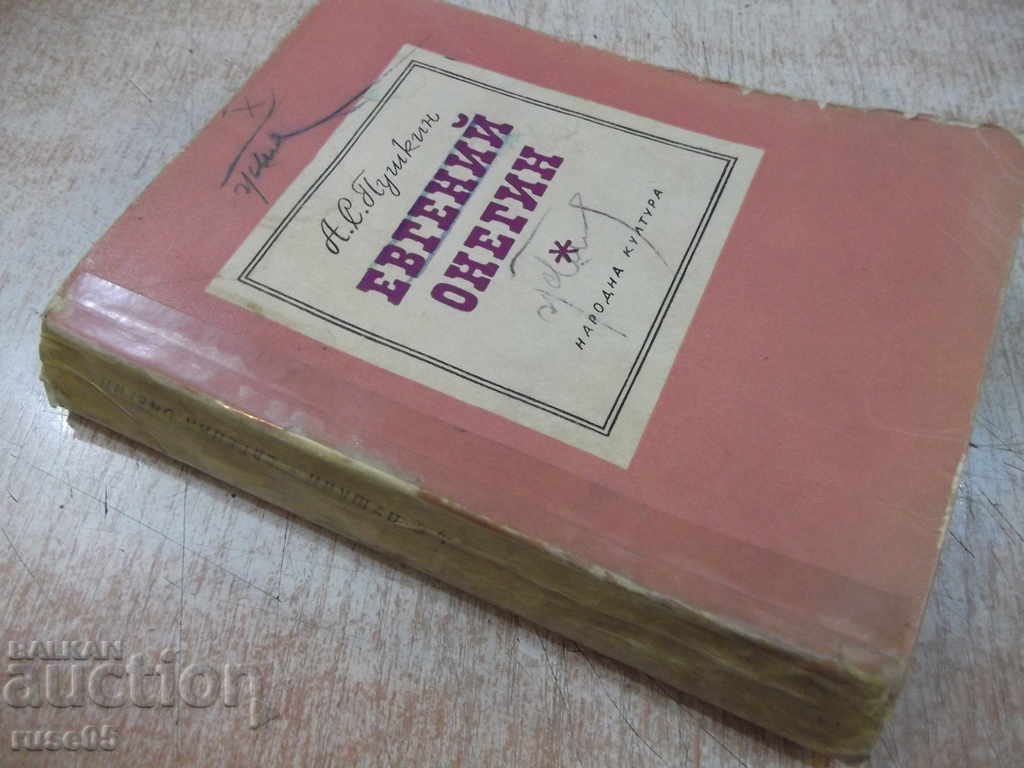 А. С. Пушкин
ЕВГЕНИЙ
ОНЕГИН
*
НАРОДНА КУЛТУРА
X
BALKAN
auction
ruse05